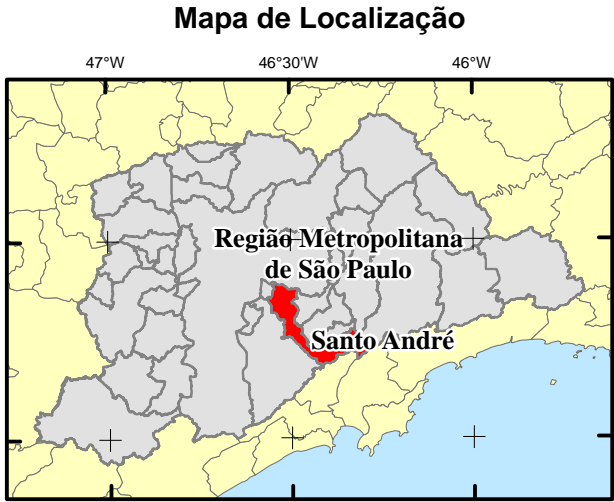 Mapa de Localização
47°W 46°30'W 46°W
Região Metropolitana
de São Paulo
Santo André